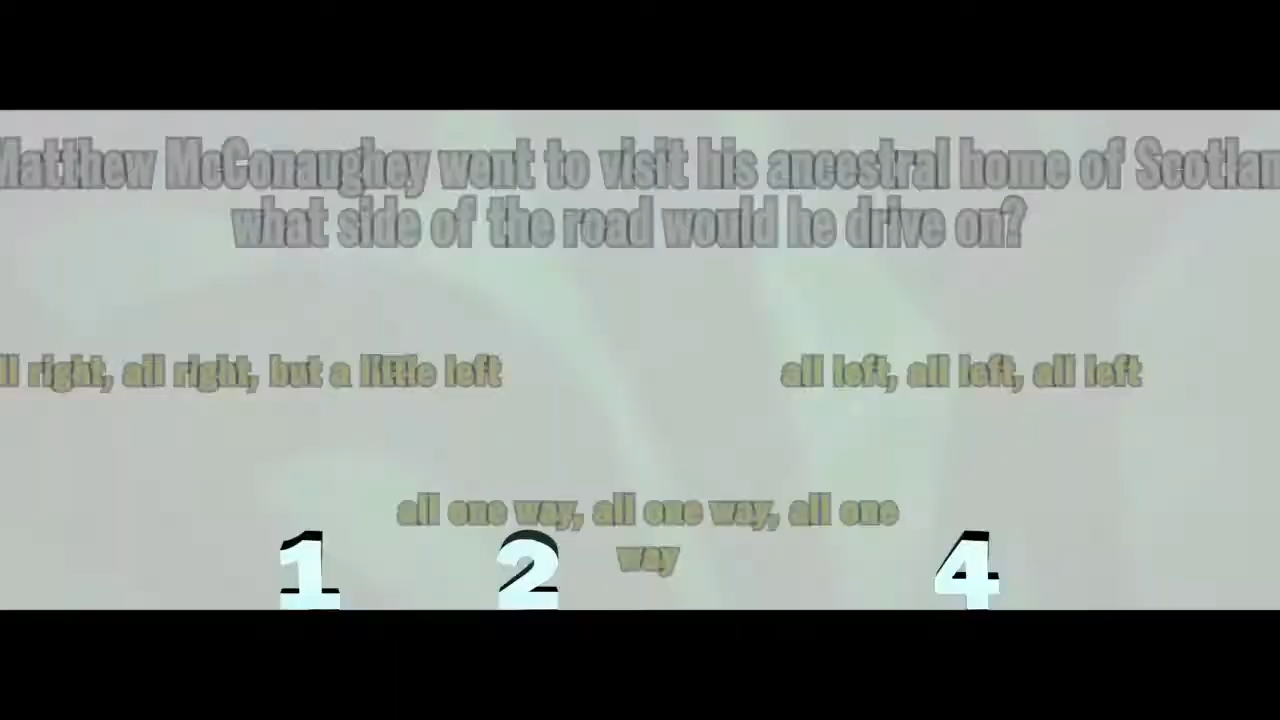 Matthew McConaughey went to visit his ancestral home of Scotlan
what side of the road would he drive on?
ll right, all right, but a little left
all left, all left, all left
all one way, all one way, all one
way
1 2 4